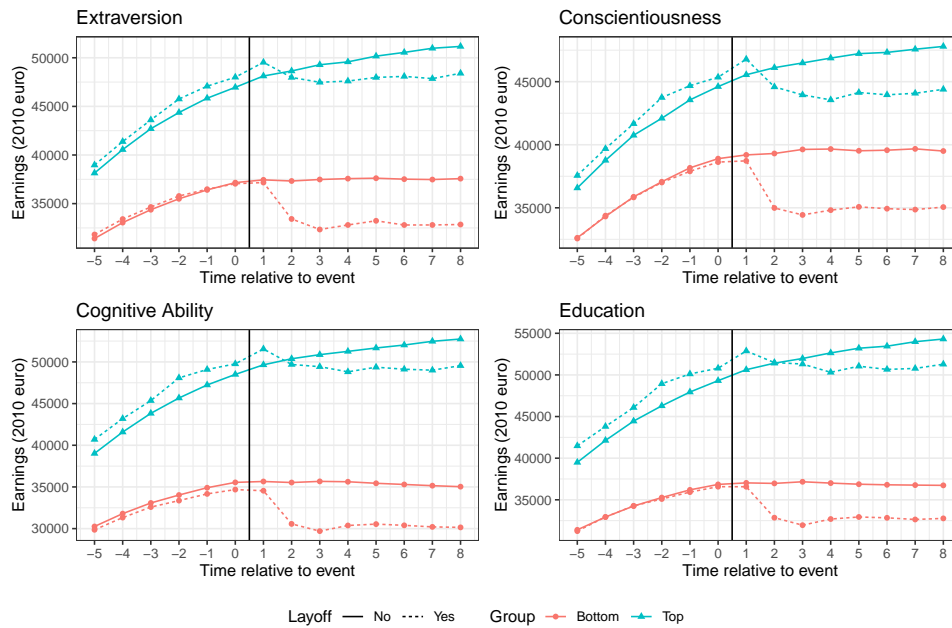 Extraversion
Earnings (2010 euro)
50000
45000
40000
35000
−5 −4 −3 −2 −1 0 1 2 3 4 5 6 7 8
Time relative to event
Conscientiousness
Earnings (2010 euro)
45000
40000
35000
−5 −4 −3 −2 −1 0 1 2 3 4 5 6 7 8
Time relative to event
Cognitive Ability
Earnings (2010 euro)
50000
45000
40000
35000
30000
−5 −4 −3 −2 −1 0 1 2 3 4 5 6 7 8
Time relative to event
Education
Earnings (2010 euro)
55000
50000
45000
40000
35000
−5 −4 −3 −2 −1 0 1 2 3 4 5 6 7 8
Time relative to event
Layoff No Yes Group Bottom Top